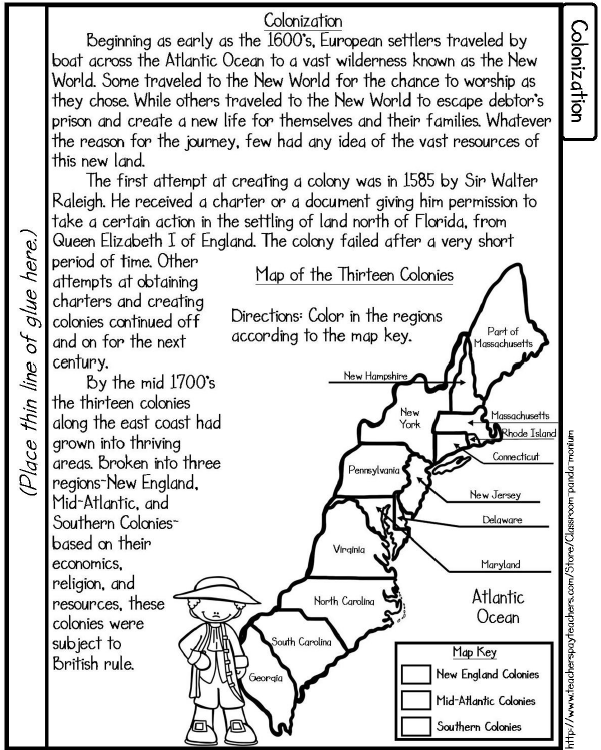 Colonization
Beginning as early as the 1600's, European settlers traveled by
boat across the Atlantic Ocean to a vast wilderness known as the New
World. Some traveled to the New World for the chance to worship as
they chose. While others traveled to the New World to escape debtor's
prison and create a new life for themselves and their families. Whatever
the reason for the journey, few had any idea of the vast resources of
this new land.
The first attempt at creating a colony was in 1585 by Sir Walter
Raleigh. He received a charter or a document giving him permission to
take a certain action in the settling of land north of Florida, from
Queen Elizabeth I of England. The colony failed after a very short
period of time. Other
attempts at obtaining
charters and creating
colonies continued off
and on for the next
century.
By the mid 1700's
the thirteen colonies
along the east coast had
grown into thriving
areas. Broken into three
regions-New England,
Mid-Atlantic, and
Southern Colonies-
based on their
economics,
religion, and
resources, these
colonies were
subject to
British rule.
Map of the Thirteen Colonies
Directions: Color in the regions
according to the map key.
Part of
Massachusetts
New Hampshire
New
York
Massachusetts
Rhode Island
Connecticut
Pennsylvania
New Jersey
Delaware
Maryland
Virginia
North Carolina
South Carolina
Georgia
Atlantic
Ocean
Map Key
New England Colonies
Mid-Atlantic Colonies
Southern Colonies
(Place thin line of glue here.)
Colonization
http://www.teacherspayteachers.com/Store/Classroom-panda-monium